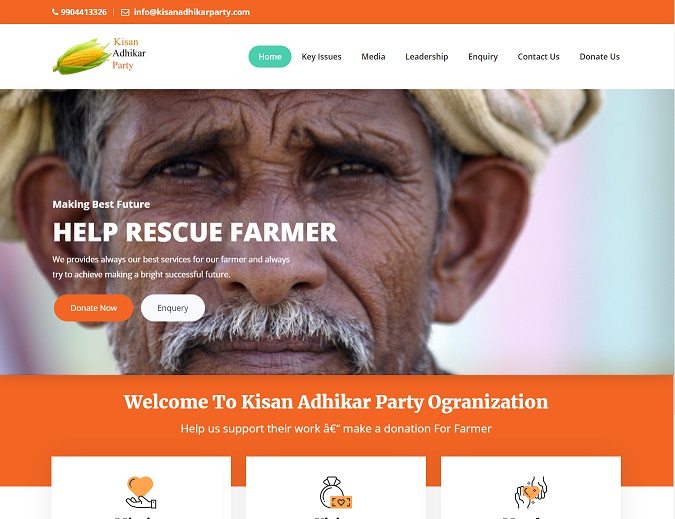 9904413326 | info@kisanadhikarparty.com
Kisan
Adhikar
Party
Home Key Issues Media Leadership Enquiry Contact Us Donate Us
Making Best Future
HELP RESCUE FARMER
We provides always our best services for our farmer and always
try to achieve making a bright successful future.
Donate Now Enquery
Welcome To Kisan Adhikar Party Ogranization
Help us support their work â€“ make a donation For Farmer